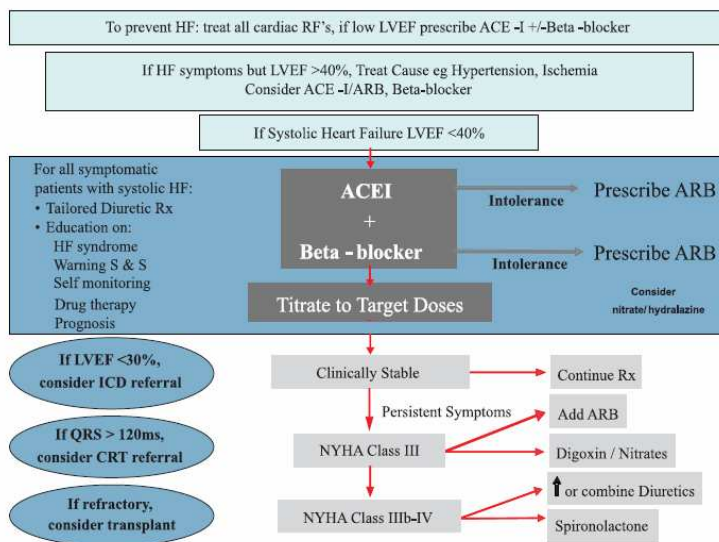 To prevent HF: treat all cardiac RF's, if low LVEF prescribe ACE -I +/-Beta -blocker
If HF symptoms but LVEF >40%, Treat Cause eg Hypertension, Ischemia
Consider ACE -I/ARB, Beta-blocker
If Systolic Heart Failure LVEF <40%
For all symptomatic
patients with systolic HF:
• Tailored Diuretic Rx
• Education on:
HF syndrome
Warning S & S
Self monitoring
Drug therapy
Prognosis
ACEI
+
Beta - blocker
Intolerance
Prescribe ARB
Intolerance
Prescribe ARB
Consider
nitrate/ hydralazine
Titrate to Target Doses
If LVEF <30%,
consider ICD referral
Clinically Stable
Continue Rx
Persistent Symptoms
Add ARB
If QRS > 120ms,
consider CRT referral
NYHA Class III
Digoxin / Nitrates
If refractory,
consider transplant
NYHA Class IIIb-IV
or combine Diuretics
Spironolactone